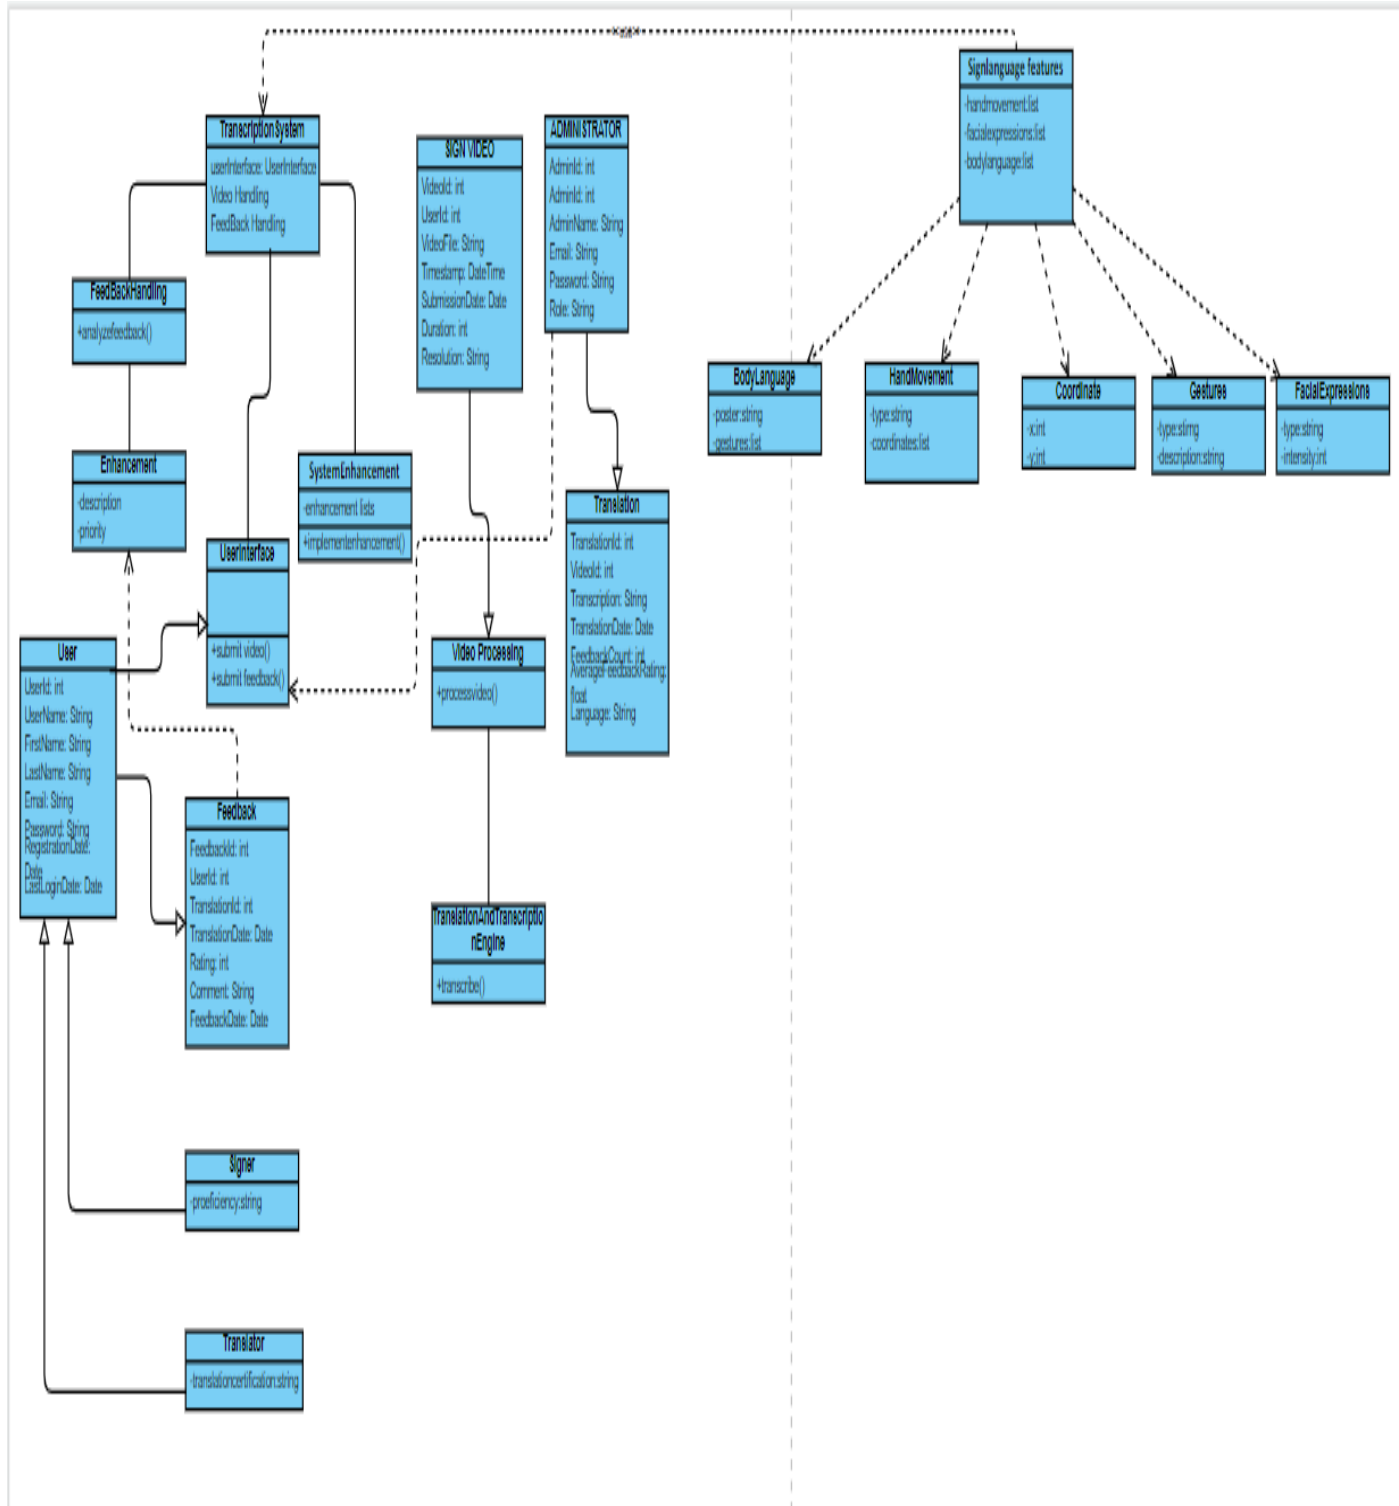 Signlanguage features
-handmovement:list
-facialexpressions:list
-bodylanguage:list
TranscriptionSystem
userInterface: UserInterface
Video Handling
FeedBack Handling
SIGN VIDEO
VideoId: int
UserId: int
VideoFile: String
Timestamp: DateTime
SubmissionDate: Date
Duration: int
Resolution: String
ADMINISTRATOR
AdminId: int
AdminId: int
AdminName: String
Email: String
Password: String
Role: String
FeedBackHandling
+analyzefeedback()
BodyLanguage
-poster:string
-gestures:list
HandMovement
-type:string
-coordinates:list
Coordinate
-x:int
-y:int
Gestures
-type:stirng
-description:string
FacialExpressions
-type:string
-intensity:int
Enhancement
-description
-priority
SystemEnhancement
-enhancement lists
+implementenhancement()
UserInterface
+submit video()
+submit feedback()
Translation
TranslationId: int
VideoId: int
Transcription: String
TranslationDate: Date
FeedbackCount: int
AverageFeedbackRating:
float
Language: String
User
UserId: int
UserName: String
FirstName: String
LastName: String
Email: String
Password: String
RegistrationDate:
Date
LastLoginDate: Date
Video Processing
+processvideo()
Feedback
FeedbackId: int
UserId: int
TranslationId: int
TranslationDate: Date
Rating: int
Comment: String
FeedbackDate: Date
TranslationAndTranscriptio
nEngine
+transcribe()
Signer
-proeficiency:string
Translator
-translationcertification:string